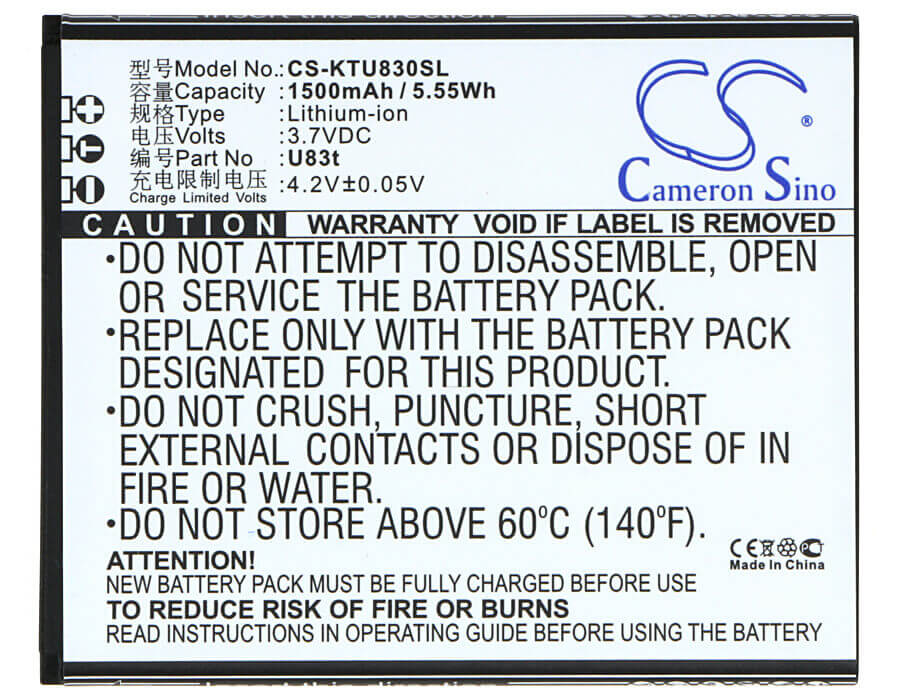 型号Model No.:CS-KTU830SL
容量Capacity :1500mAh / 5.55Wh
规格Type :Lithium-ion
电压Volts :3.7VDC
编号Part No :U83t
充电限制电压:4.2V±0.05V
Charge Limited Volts
CS
®
Cameron Sino
CAUTION
WARRANTY VOID IF LABEL IS REMOVED
•DO NOT ATTEMPT TO DISASSEMBLE, OPEN
OR SERVICE THE BATTERY PACK.
•REPLACE ONLY WITH THE BATTERY PACK
DESIGNATED FOR THIS PRODUCT.
•DO NOT CRUSH, PUNCTURE, SHORT
EXTERNAL CONTACTS OR DISPOSE OF IN
FIRE OR WATER.
•DO NOT STORE ABOVE 60°C (140°F).
CE PCT
Made In China
ATTENTION!
NEW BATTERY PACK MUST BE FULLY CHARGED BEFORE USE
TO REDUCE RISK OF FIRE OR BURNS
READ INSTRUCTION & OPERATING GUIDE BEFORE USING BATTERY